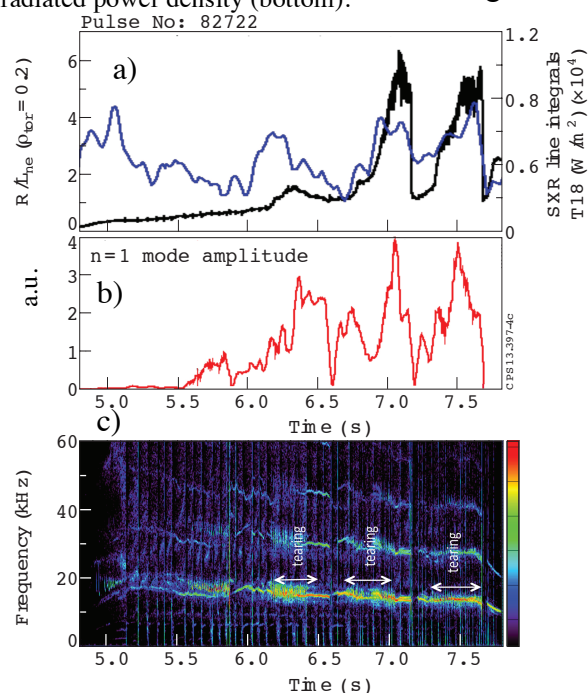 radiated power density (bottom).
Pulse No: 82722
a)
R/Lne (ρtor = 0.2)
6
4
2
0
1.2
0.8
0.6
0
SXR line integrals
T18 (W/m²)(×10⁴)
n=1 mode amplitude
b)
a.u.
4
3
2
1
0
CPS13.397-4c
5.0 5.5 6.0 6.5 7.0 7.5
Time (s)
c)
Frequency (kHz)
60
40
20
0
tearing tearing tearing
5.0 5.5 6.0 6.5 7.0 7.5
Time (s)